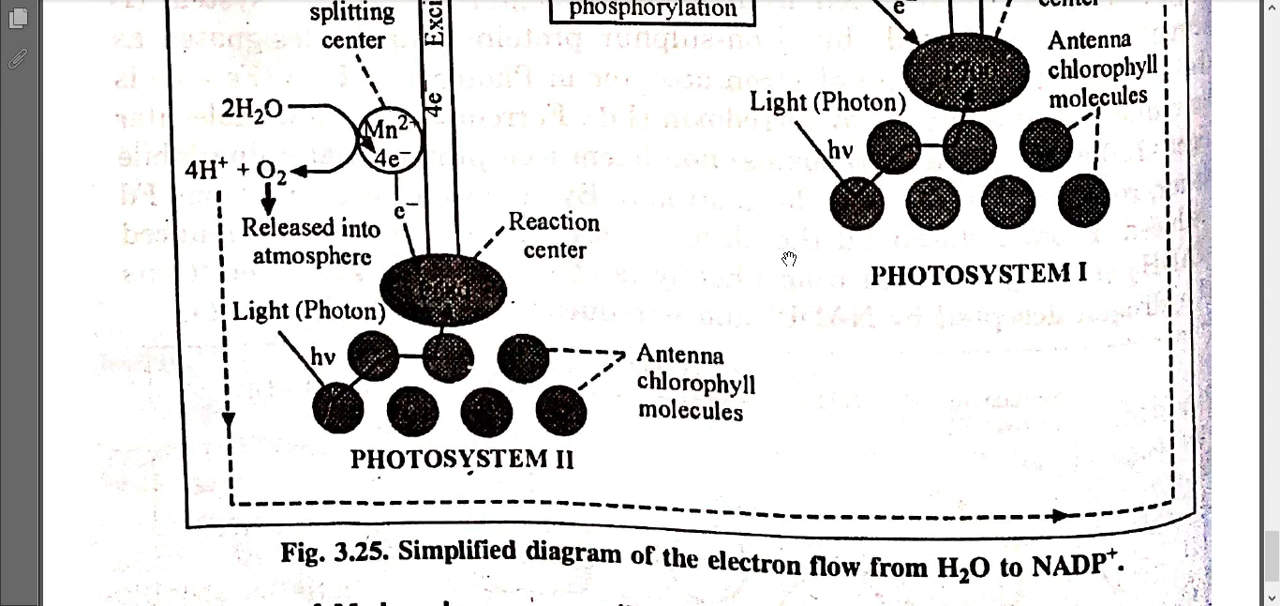 splitting
center
Exci
phosphorylation
e⁻
Antenna
chlorophyll
molecules
P700
Light (Photon)
hν
2H₂O
Mn²⁺
4e⁻
4e⁻
4H⁺ + O₂
e⁻
Released into
atmosphere
Reaction
center
PHOTOSYSTEM I
Light (Photon)
hν
Antenna
chlorophyll
molecules
PHOTOSYSTEM II
Fig. 3.25. Simplified diagram of the electron flow from H₂O to NADP⁺.